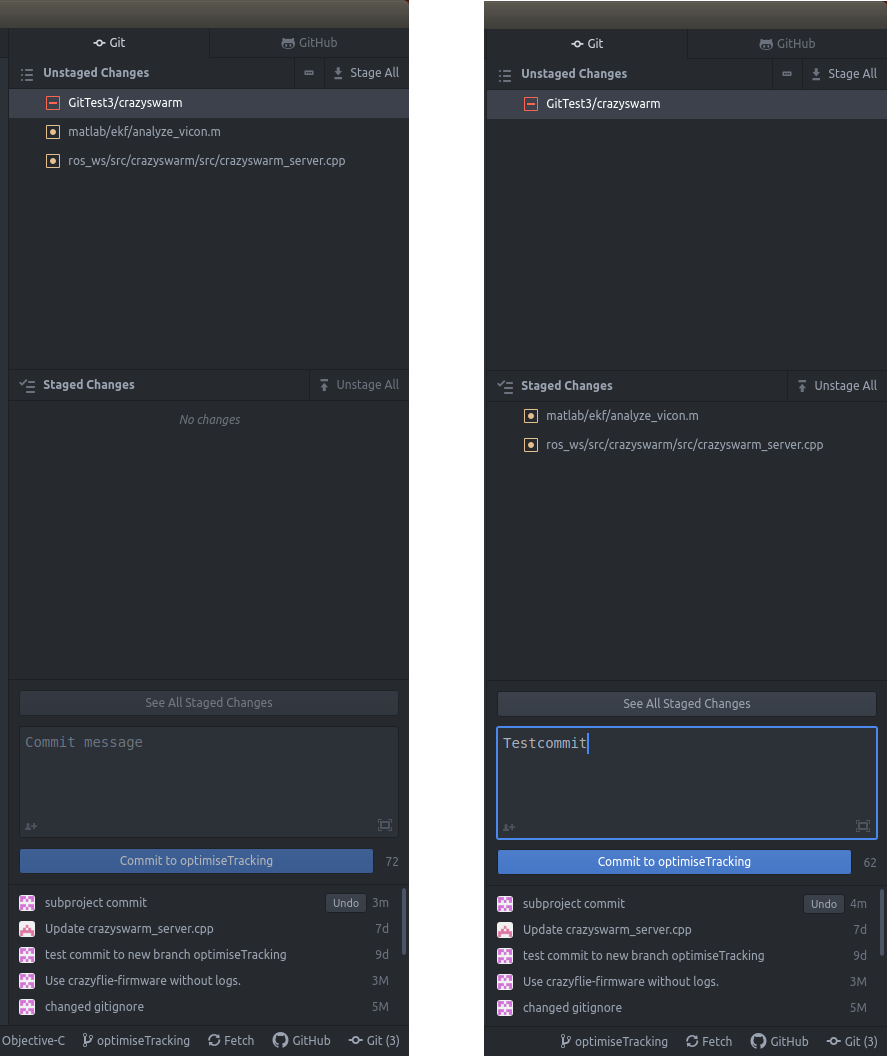 Git
GitHub
Unstaged Changes
Stage All
GitTest3/crazyswarm
matlab/ekf/analyze_vicon.m
ros_ws/src/crazyswarm/src/crazyswarm_server.cpp
Staged Changes
Unstage All
No changes
See All Staged Changes
Commit message
Commit to optimiseTracking 72
subproject commit Undo 3m
Update crazyswarm_server.cpp 7d
test commit to new branch optimiseTracking 9d
Use crazyflie-firmware without logs. 3M
changed gitignore 5M
Objective-C optimiseTracking Fetch GitHub Git (3)
Git
GitHub
Unstaged Changes
Stage All
GitTest3/crazyswarm
Staged Changes
Unstage All
matlab/ekf/analyze_vicon.m
ros_ws/src/crazyswarm/src/crazyswarm_server.cpp
See All Staged Changes
Testcommit
Commit to optimiseTracking 62
subproject commit Undo 4m
Update crazyswarm_server.cpp 7d
test commit to new branch optimiseTracking 9d
Use crazyflie-firmware without logs. 3M
changed gitignore 5M
optimiseTracking Fetch GitHub Git (3)